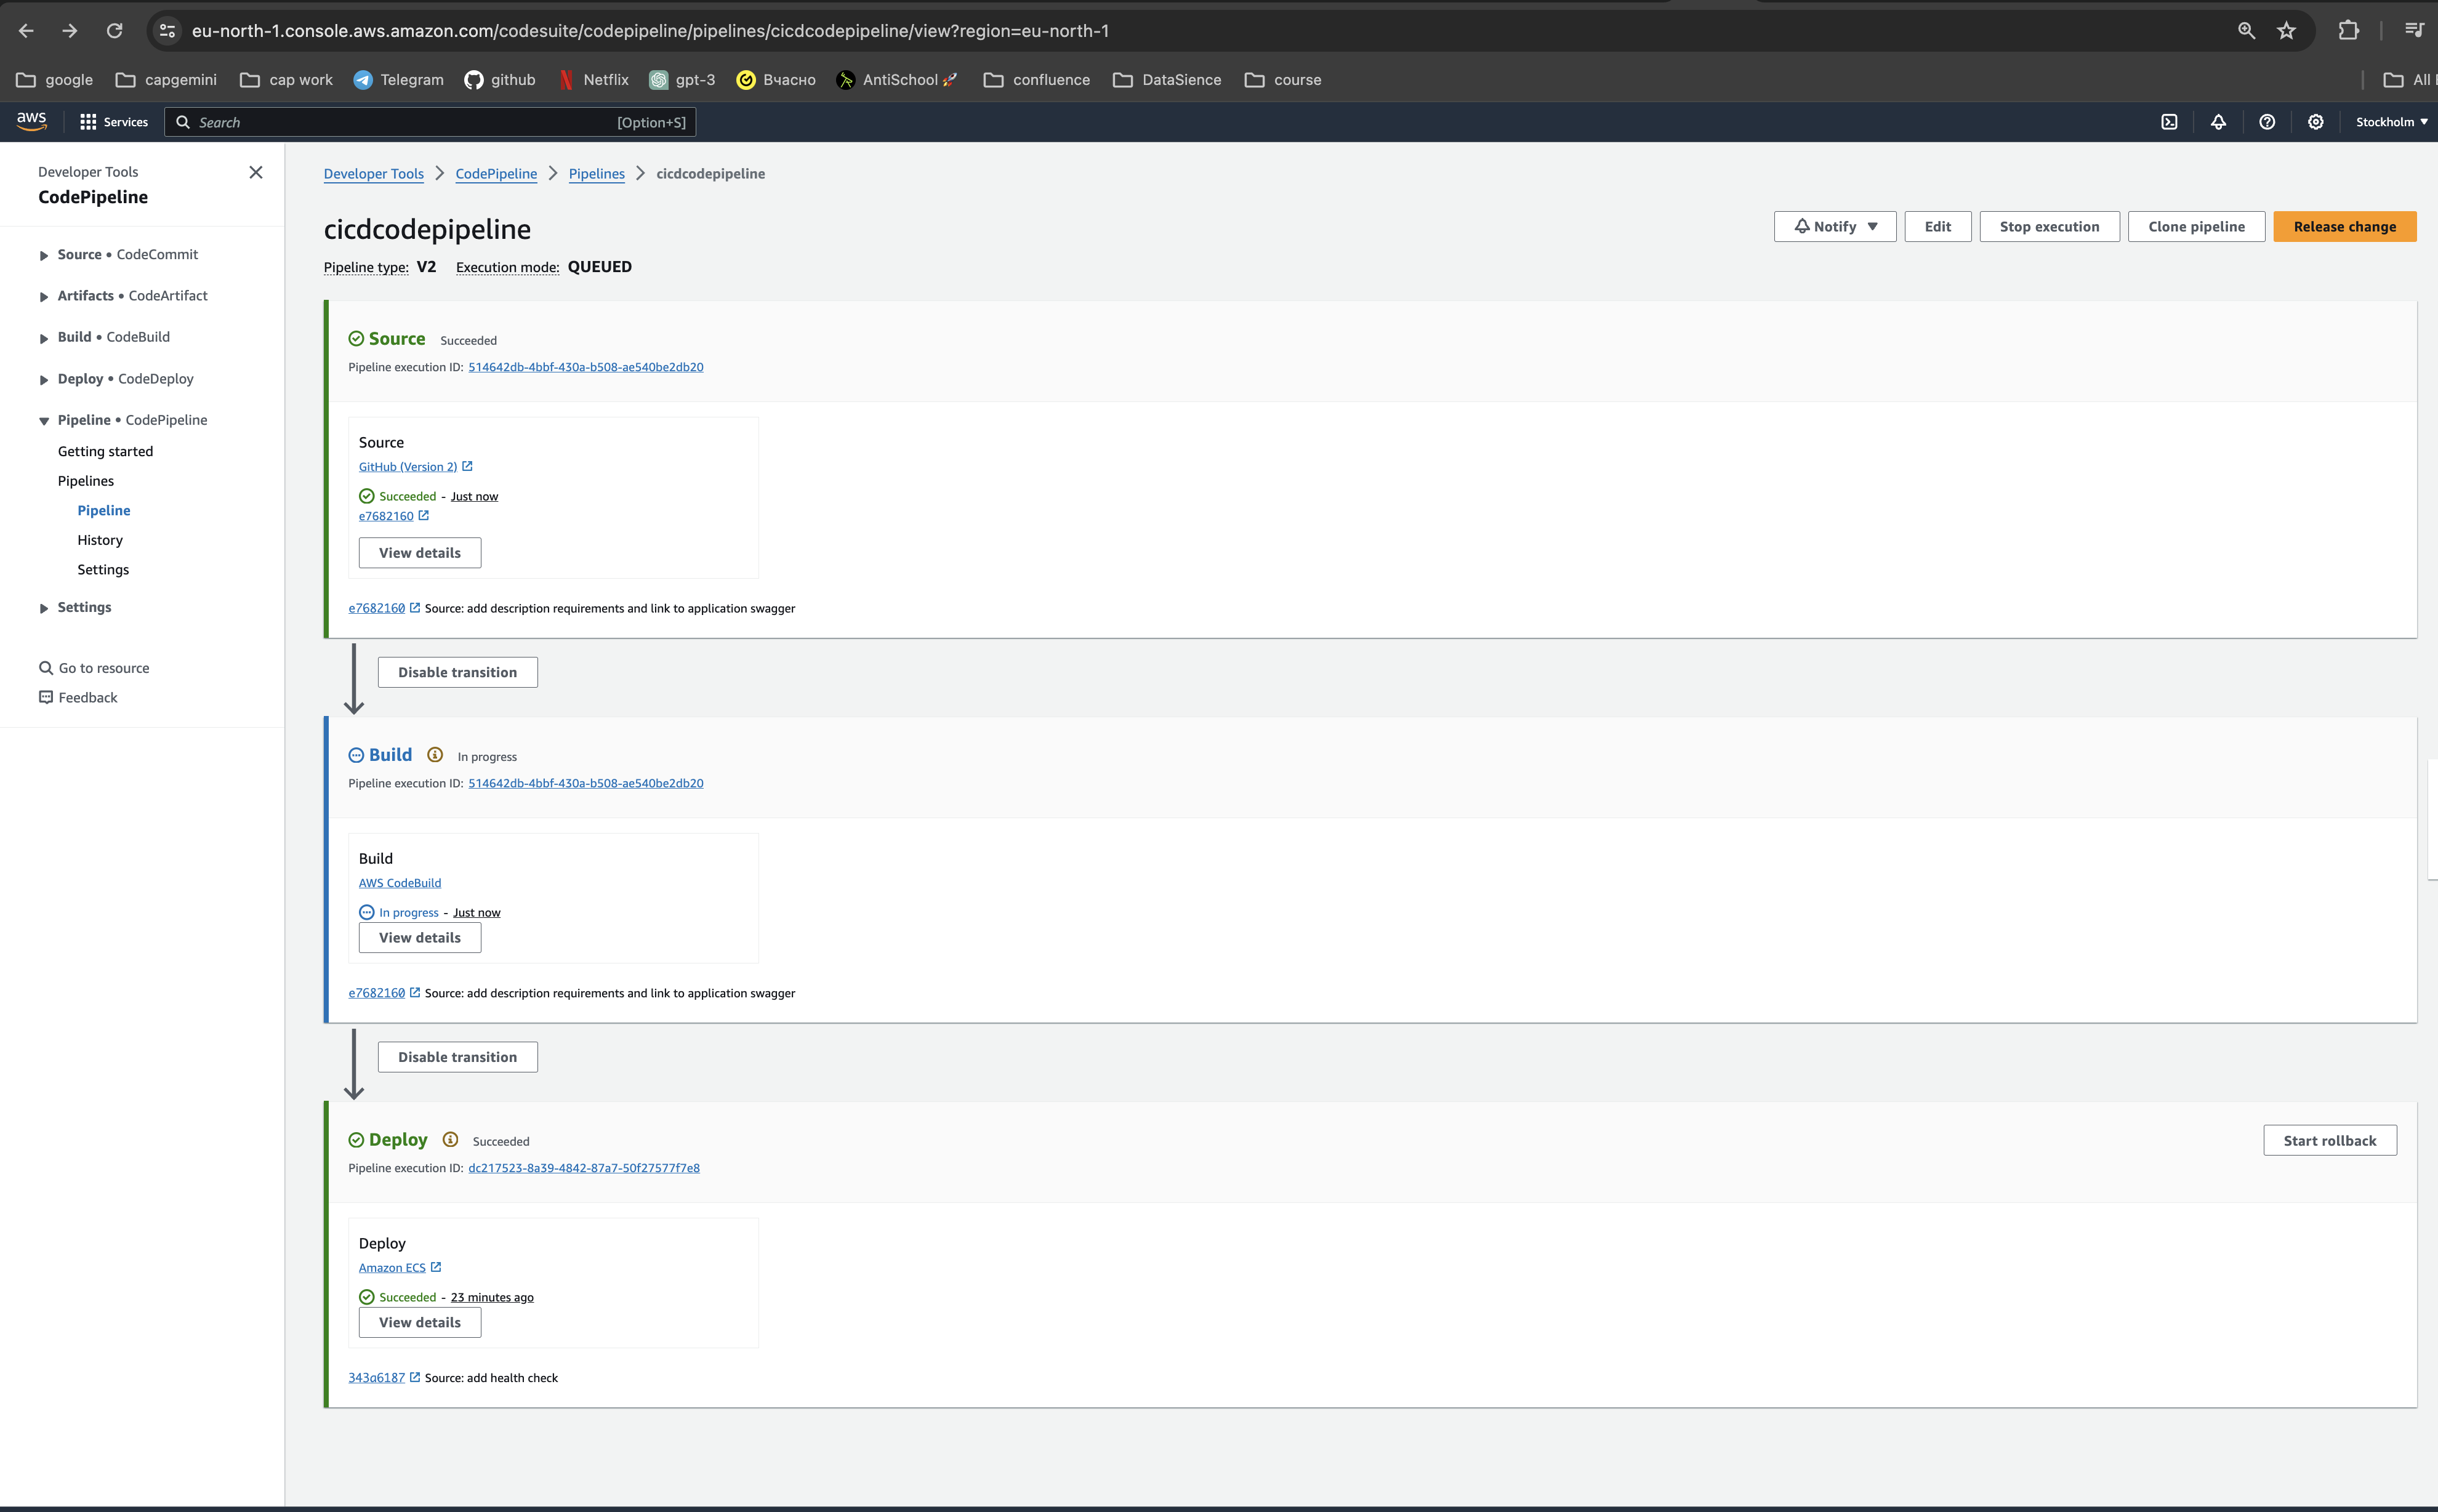 eu-north-1.console.aws.amazon.com/codesuite/codepipeline/pipelines/cicdcodepipeline/view?region=eu-north-1
google capgemini cap work Telegram github Netflix gpt-3 Вчасно AntiSchool 🚀 confluence DataSience course All
aws Services Search [Option+S] Stockholm
Developer Tools
CodePipeline
Source • CodeCommit
Artifacts • CodeArtifact
Build • CodeBuild
Deploy • CodeDeploy
Pipeline • CodePipeline
Getting started
Pipelines
Pipeline
History
Settings
Settings
Go to resource
Feedback
Developer Tools > CodePipeline > Pipelines > cicdcodepipeline
cicdcodepipeline
Notify Edit Stop execution Clone pipeline Release change
Pipeline type: V2 Execution mode: QUEUED
Source Succeeded
Pipeline execution ID: 514642db-4bbf-430a-b508-ae540be2db20
Source
GitHub (Version 2)
Succeeded - Just now
e7682160
View details
e7682160 Source: add description requirements and link to application swagger
Disable transition
Build In progress
Pipeline execution ID: 514642db-4bbf-430a-b508-ae540be2db20
Build
AWS CodeBuild
In progress - Just now
View details
e7682160 Source: add description requirements and link to application swagger
Disable transition
Deploy Succeeded
Start rollback
Pipeline execution ID: dc217523-8a39-4842-87a7-50f27577f7e8
Deploy
Amazon ECS
Succeeded - 23 minutes ago
View details
343a6187 Source: add health check